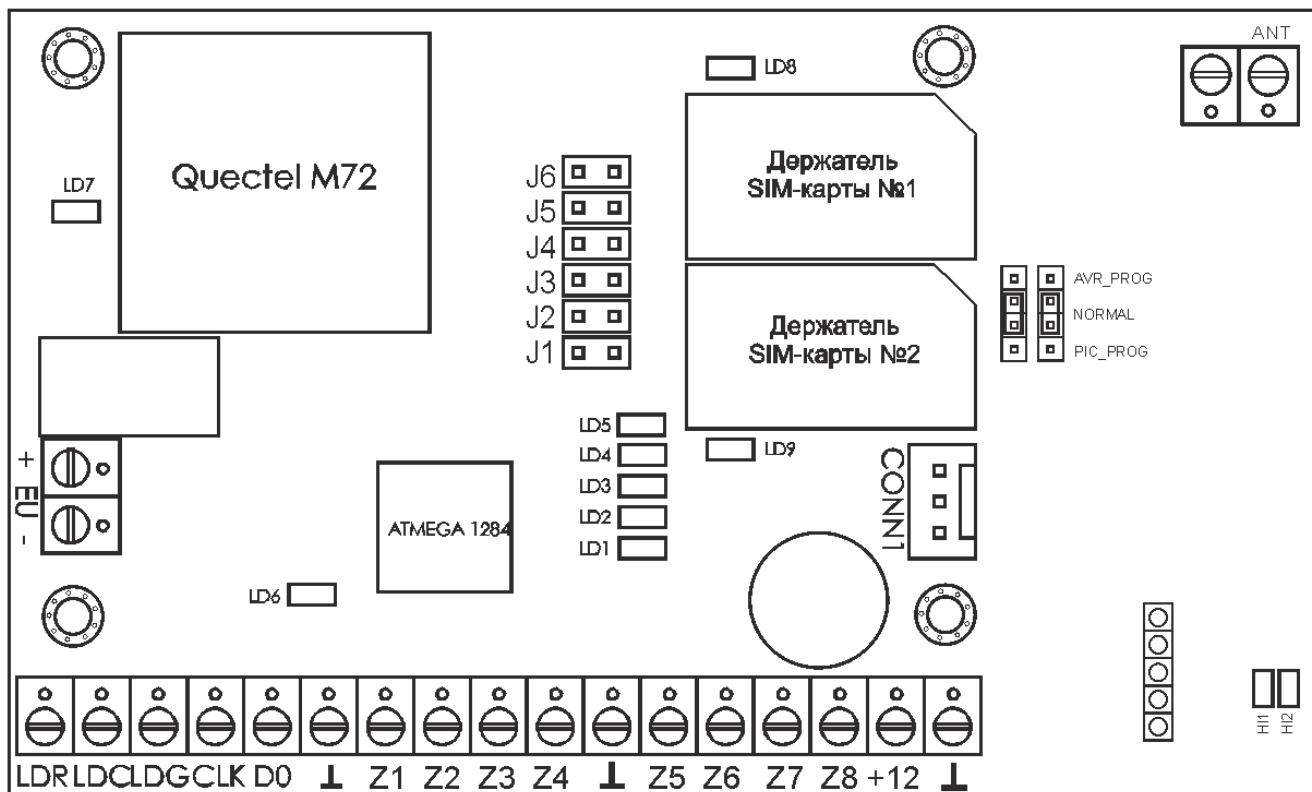 ANT
LD8
Quectel M72
LD7
Держатель
SIM-карты №1
J6
J5
J4
J3
J2
J1
AVR_PROG
NORMAL
PIC_PROG
Держатель
SIM-карты №2
LD5
LD4
LD3
LD2
LD1
LD9
CONN1
+ EU -
ATMEGA 1284
LD6
HI1 HI2
LDR LDC LDG CLK D0 ⊥ Z1 Z2 Z3 Z4 ⊥ Z5 Z6 Z7 Z8 +12 ⊥